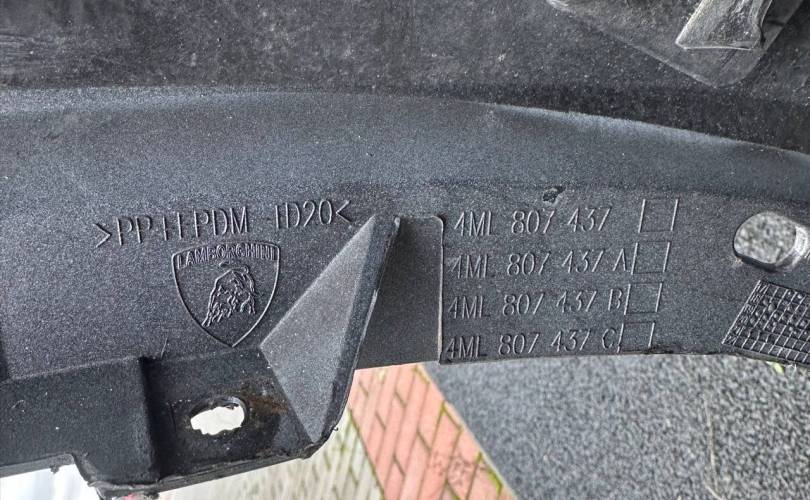 >PP+EPDM-TD20<
LAMBORGHINI
4ML 807 437
4ML 807 437 A
4ML 807 437 B
4ML 807 437 C